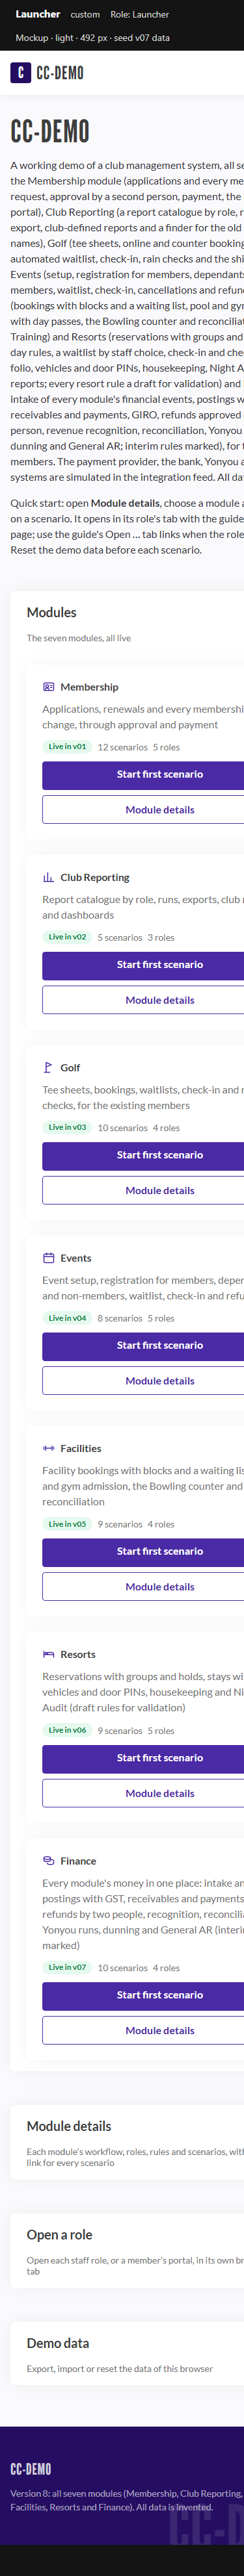 Launcher custom Role: Launcher
Mockup · light · 492 px · seed v07 data
C CC-DEMO
CC-DEMO
A working demo of a club management system, all se
the Membership module (applications and every me
request, approval by a second person, payment, the
portal), Club Reporting (a report catalogue by role, r
export, club-defined reports and a finder for the old
names), Golf (tee sheets, online and counter booking
automated waitlist, check-in, rain checks and the shi
Events (setup, registration for members, dependants
members, waitlist, check-in, cancellations and refun
(bookings with blocks and a waiting list, pool and gym
with day passes, the Bowling counter and reconciliat
Training) and Resorts (reservations with groups and
day rules, a waitlist by staff choice, check-in and che
folio, vehicles and door PINs, housekeeping, Night A
reports; every resort rule a draft for validation) and
intake of every module's financial events, postings w
receivables and payments, GIRO, refunds approved
person, revenue recognition, reconciliation, Yonyou
dunning and General AR; interim rules marked), for t
members. The payment provider, the bank, Yonyou a
systems are simulated in the integration feed. All dat
Quick start: open Module details, choose a module a
on a scenario. It opens in its role's tab with the guide
page; use the guide's Open ... tab links when the role
Reset the demo data before each scenario.
Modules
The seven modules, all live
Membership
Applications, renewals and every membershi
change, through approval and payment
Live in v01 12 scenarios 5 roles
Start first scenario
Module details
Club Reporting
Report catalogue by role, runs, exports, club r
and dashboards
Live in v02 5 scenarios 3 roles
Start first scenario
Module details
Golf
Tee sheets, bookings, waitlists, check-in and r
checks, for the existing members
Live in v03 10 scenarios 4 roles
Start first scenario
Module details
Events
Event setup, registration for members, deper
and non-members, waitlist, check-in and refu
Live in v04 8 scenarios 5 roles
Start first scenario
Module details
Facilities
Facility bookings with blocks and a waiting lis
and gym admission, the Bowling counter and
reconciliation
Live in v05 9 scenarios 4 roles
Start first scenario
Module details
Resorts
Reservations with groups and holds, stays wi
vehicles and door PINs, housekeeping and Ni
Audit (draft rules for validation)
Live in v06 9 scenarios 5 roles
Start first scenario
Module details
Finance
Every module's money in one place: intake an
postings with GST, receivables and payments
refunds by two people, recognition, reconcilia
Yonyou runs, dunning and General AR (interi
marked)
Live in v07 10 scenarios 4 roles
Start first scenario
Module details
Module details
Each module's workflow, roles, rules and scenarios, with
link for every scenario
Open a role
Open each staff role, or a member's portal, in its own br
tab
Demo data
Export, import or reset the data of this browser
CC-DEMO
Version 8: all seven modules (Membership, Club Reporting,
Facilities, Resorts and Finance). All data is invented.
CC-D